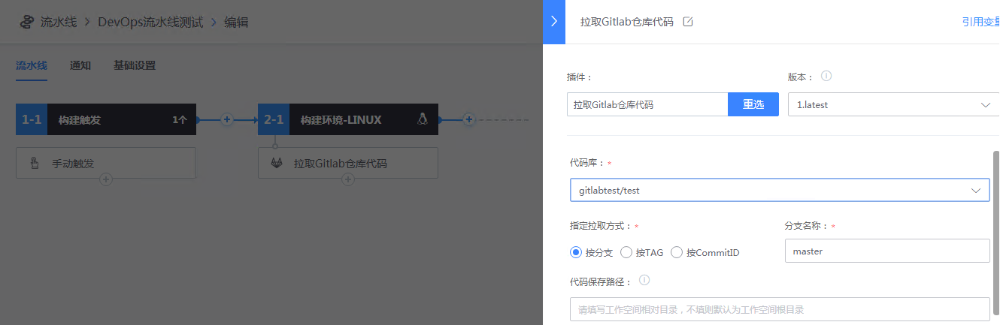 流水线 > DevOps流水线测试 > 编辑
流水线 通知 基础设置
1-1 构建触发 1个
手动触发
2-1 构建环境-LINUX
拉取Gitlab仓库代码
拉取Gitlab仓库代码
引用变量
插件：
版本：
拉取Gitlab仓库代码 重选
1.latest
代码库： *
gitlabtest/test
指定拉取方式： *
分支名称： *
按分支 按TAG 按CommitID
master
代码保存路径：
请填写工作空间相对目录，不填则默认为工作空间根目录